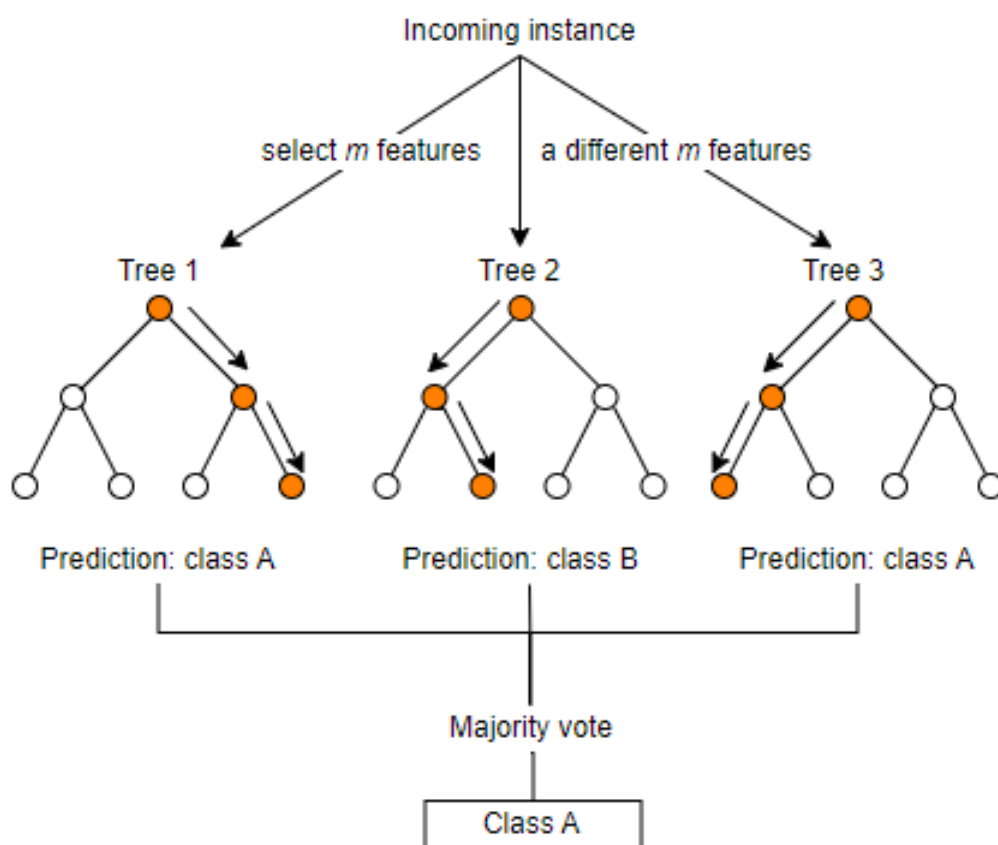 Incoming instance
select m features
a different m features
Tree 1
Tree 2
Tree 3
Prediction: class A
Prediction: class B
Prediction: class A
Majority vote
Class A